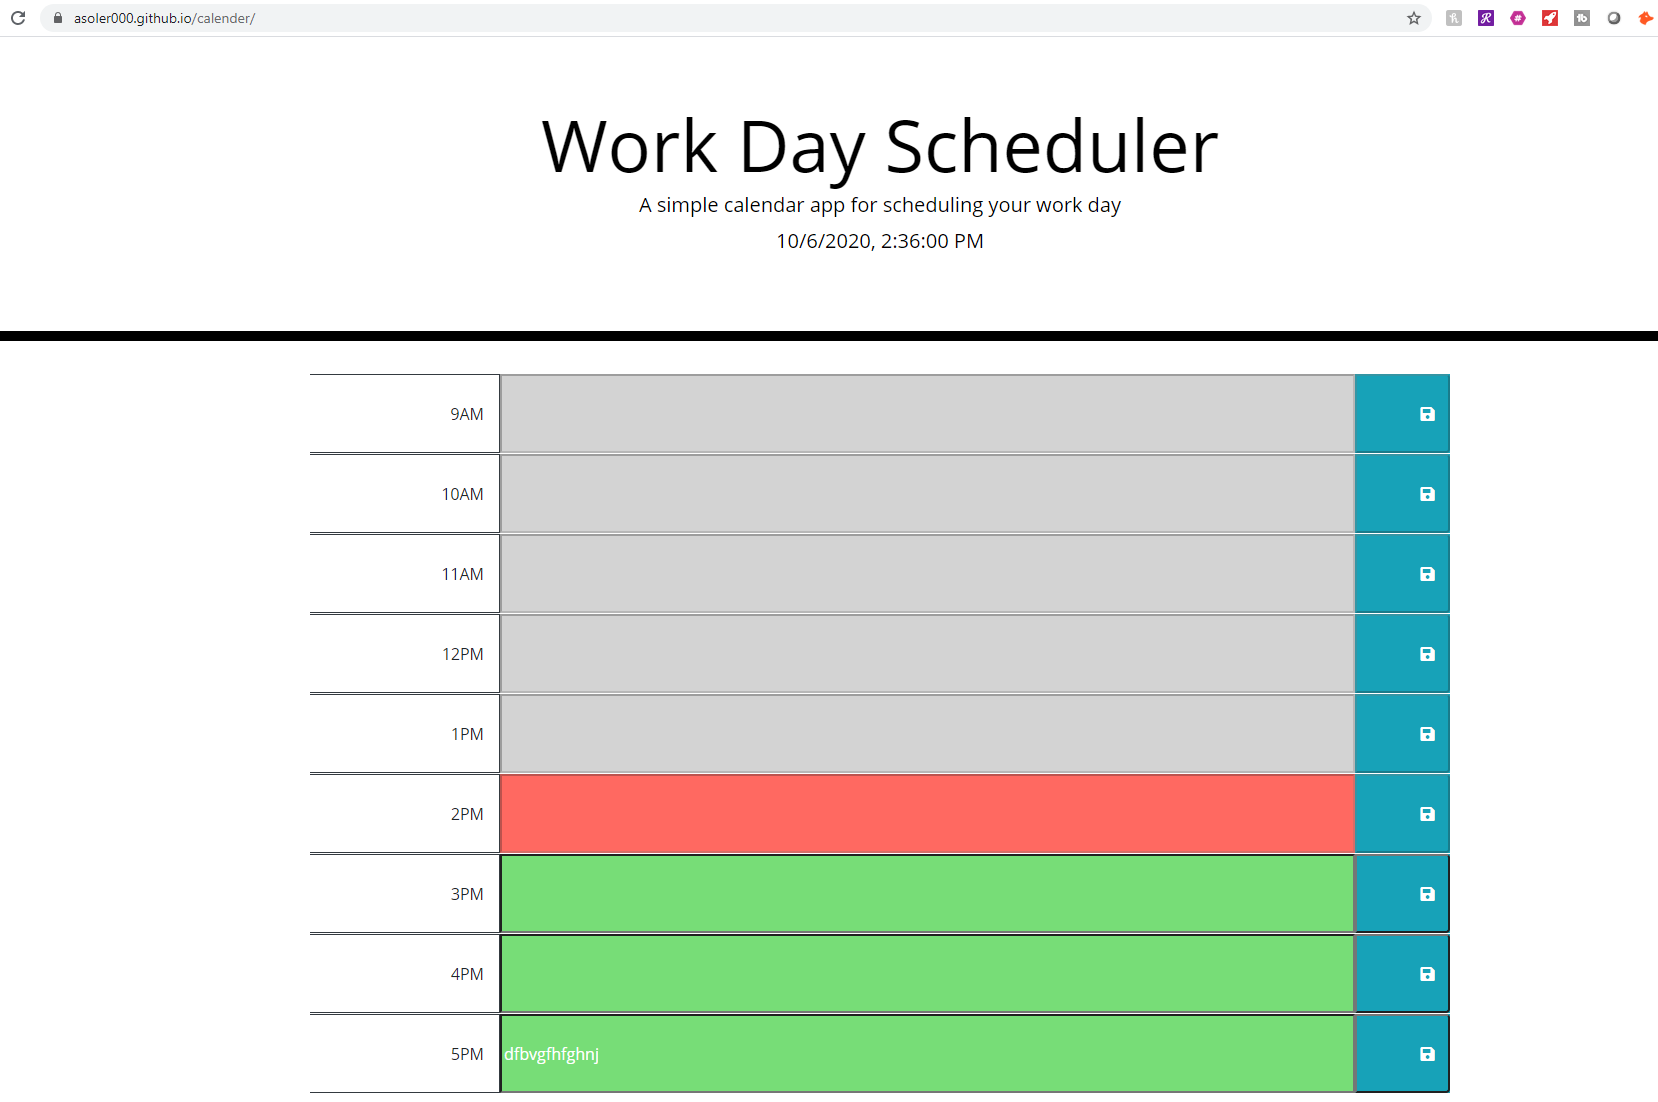 asoler000.github.io/calender/
Work Day Scheduler
A simple calendar app for scheduling your work day
10/6/2020, 2:36:00 PM
9AM
10AM
11AM
12PM
1PM
2PM
3PM
4PM
5PM dfbvgfhfghnj